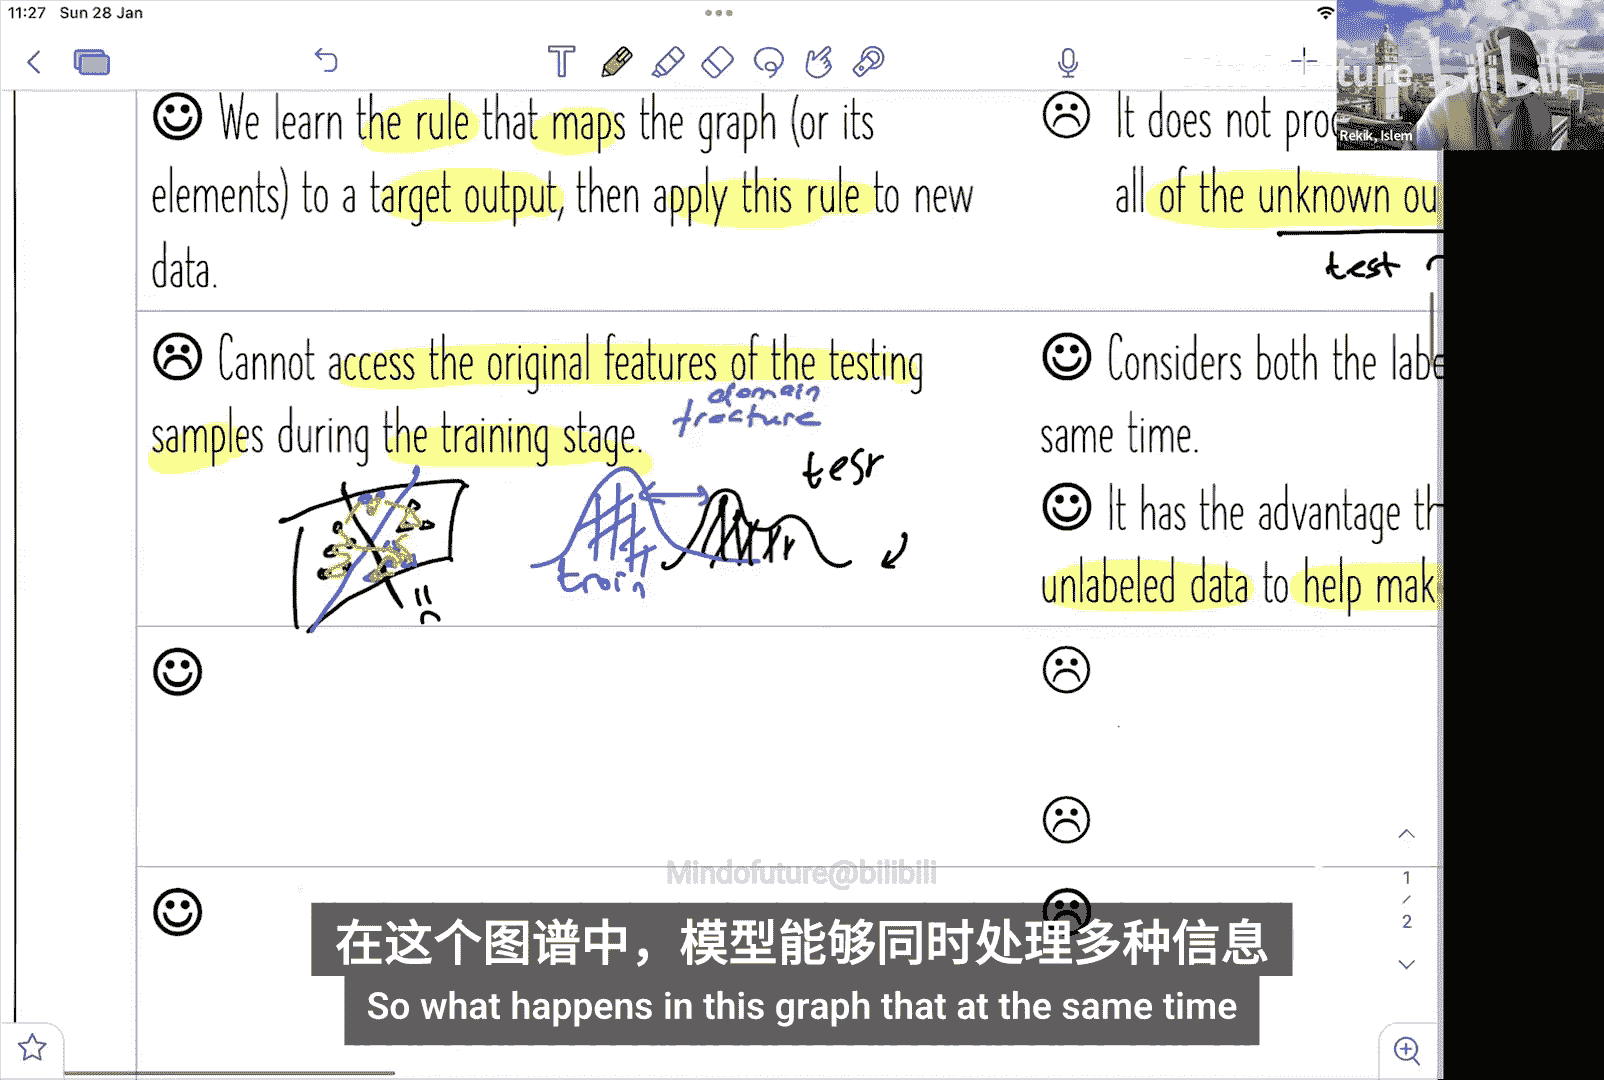 11:27 Sun 28 Jan
Rekik, Islem
bilibili
We learn the rule that maps the graph (or its
elements) to a target output, then apply this rule to new
data.
It does not pro
all of the unknown ou
test
Cannot access the original features of the testing
samples during the training stage.
domain
fracture
test
train
Considers both the labe
same time.
It has the advantage th
unlabeled data to help mak
Mindofuture@bilibili
1
2
在这个图谱中，模型能够同时处理多种信息
So what happens in this graph that at the same time